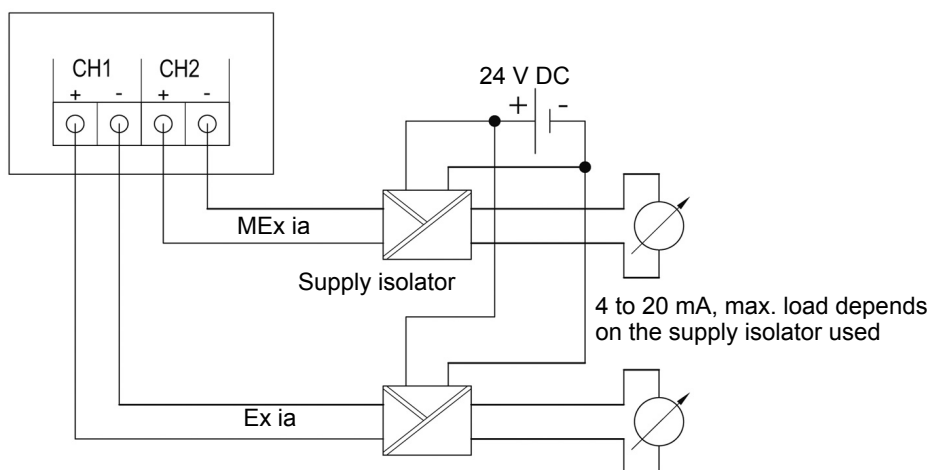 CH1 CH2
+ - + -
24 V DC
+ -
MEx ia
Supply isolator
4 to 20 mA, max. load depends
on the supply isolator used
Ex ia